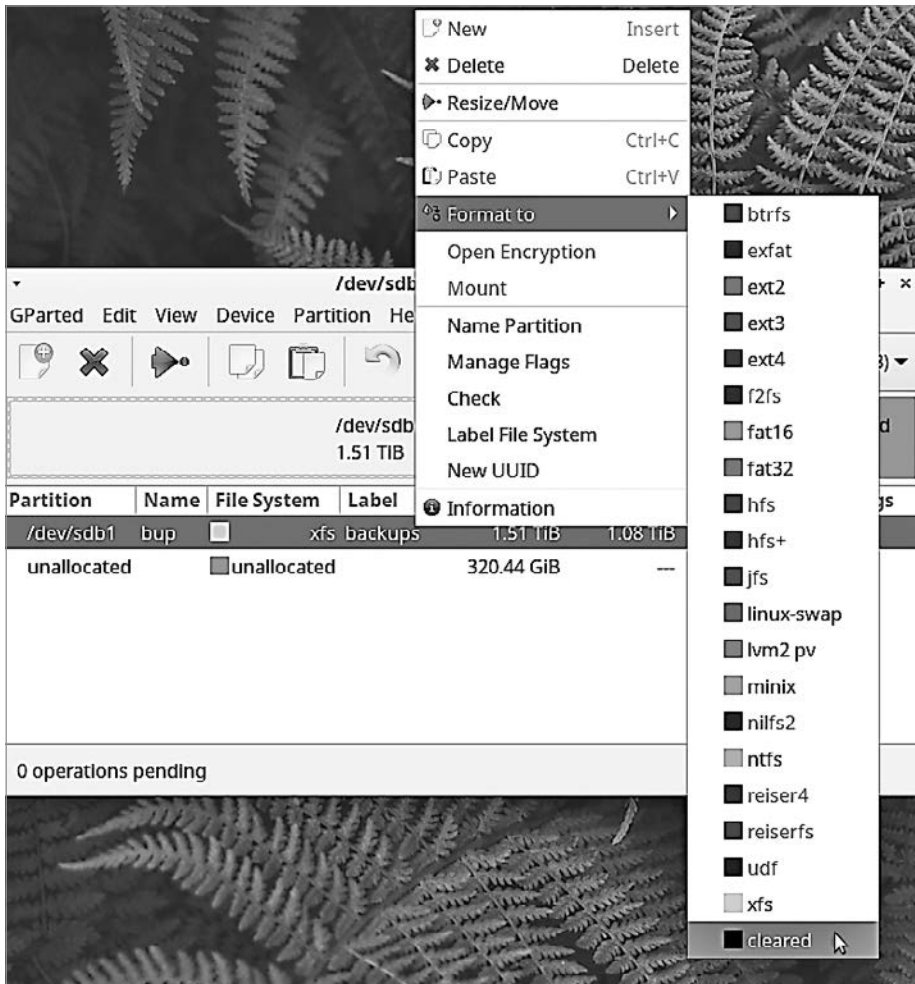 New Insert
Delete Delete
Resize/Move
Copy Ctrl+C
Paste Ctrl+V
Format to
Open Encryption
Mount
Name Partition
Manage Flags
Check
Label File System
New UUID
Information
btrfs
exfat
ext2
ext3
ext4
f2fs
fat16
fat32
hfs
hfs+
jfs
linux-swap
lvm2 pv
minix
nilfs2
ntfs
reiser4
reiserfs
udf
xfs
cleared
/dev/sdb
GParted Edit View Device Partition He
/dev/sdb
1.51 TiB
Partition Name File System Label
/dev/sdb1 bup xfs backups 1.51 TiB 1.08 TiB
unallocated unallocated 320.44 GiB ---
0 operations pending